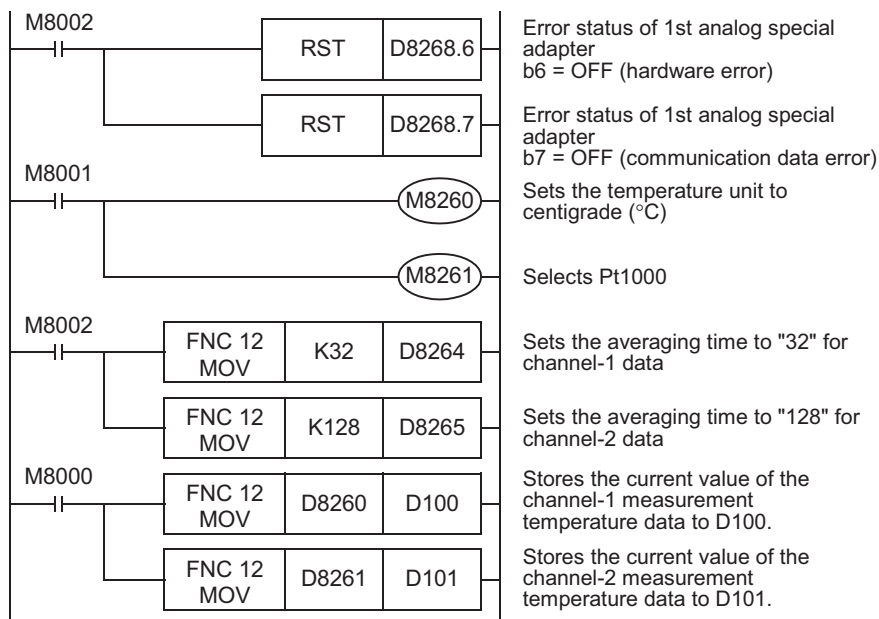 M8002
RST D8268.6
Error status of 1st analog special
adapter
b6 = OFF (hardware error)
RST D8268.7
Error status of 1st analog special
adapter
b7 = OFF (communication data error)
M8001
M8260
Sets the temperature unit to
centigrade (°C)
M8261
Selects Pt1000
M8002
FNC 12
MOV
K32 D8264
Sets the averaging time to "32" for
channel-1 data
FNC 12
MOV
K128 D8265
Sets the averaging time to "128" for
channel-2 data
M8000
FNC 12
MOV
D8260 D100
Stores the current value of the
channel-1 measurement
temperature data to D100.
FNC 12
MOV
D8261 D101
Stores the current value of the
channel-2 measurement
temperature data to D101.